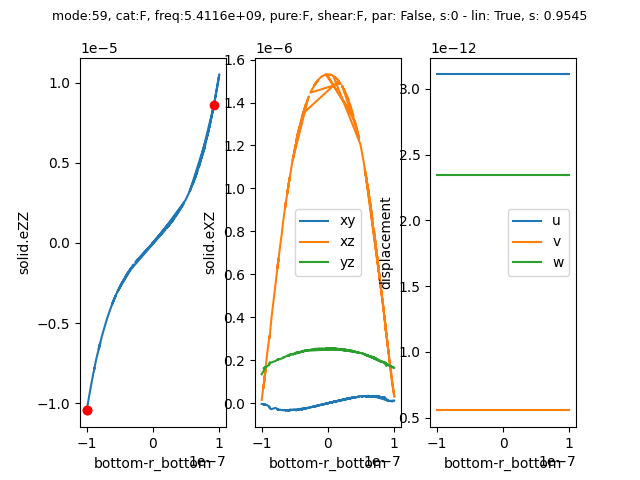 mode:59, cat:F, freq:5.4116e+09, pure:F, shear:F, par: False, s:0 - lin: True, s: 0.9545
1e−5
1.0
0.5
0.0
−0.5
−1.0
solid.eZZ
−1
0
1
1e−7
bottom-r_bottom
1e−6
1.6
1.4
1.2
1.0
0.8
0.6
0.4
0.2
0.0
solid.eXZ
xy
xz
yz
−1
0
1
1e−7
bottom-r_bottom
1e−12
3.0
2.5
2.0
1.5
1.0
0.5
displacement
u
v
w
−1
0
1
1e−7
bottom-r_bottom